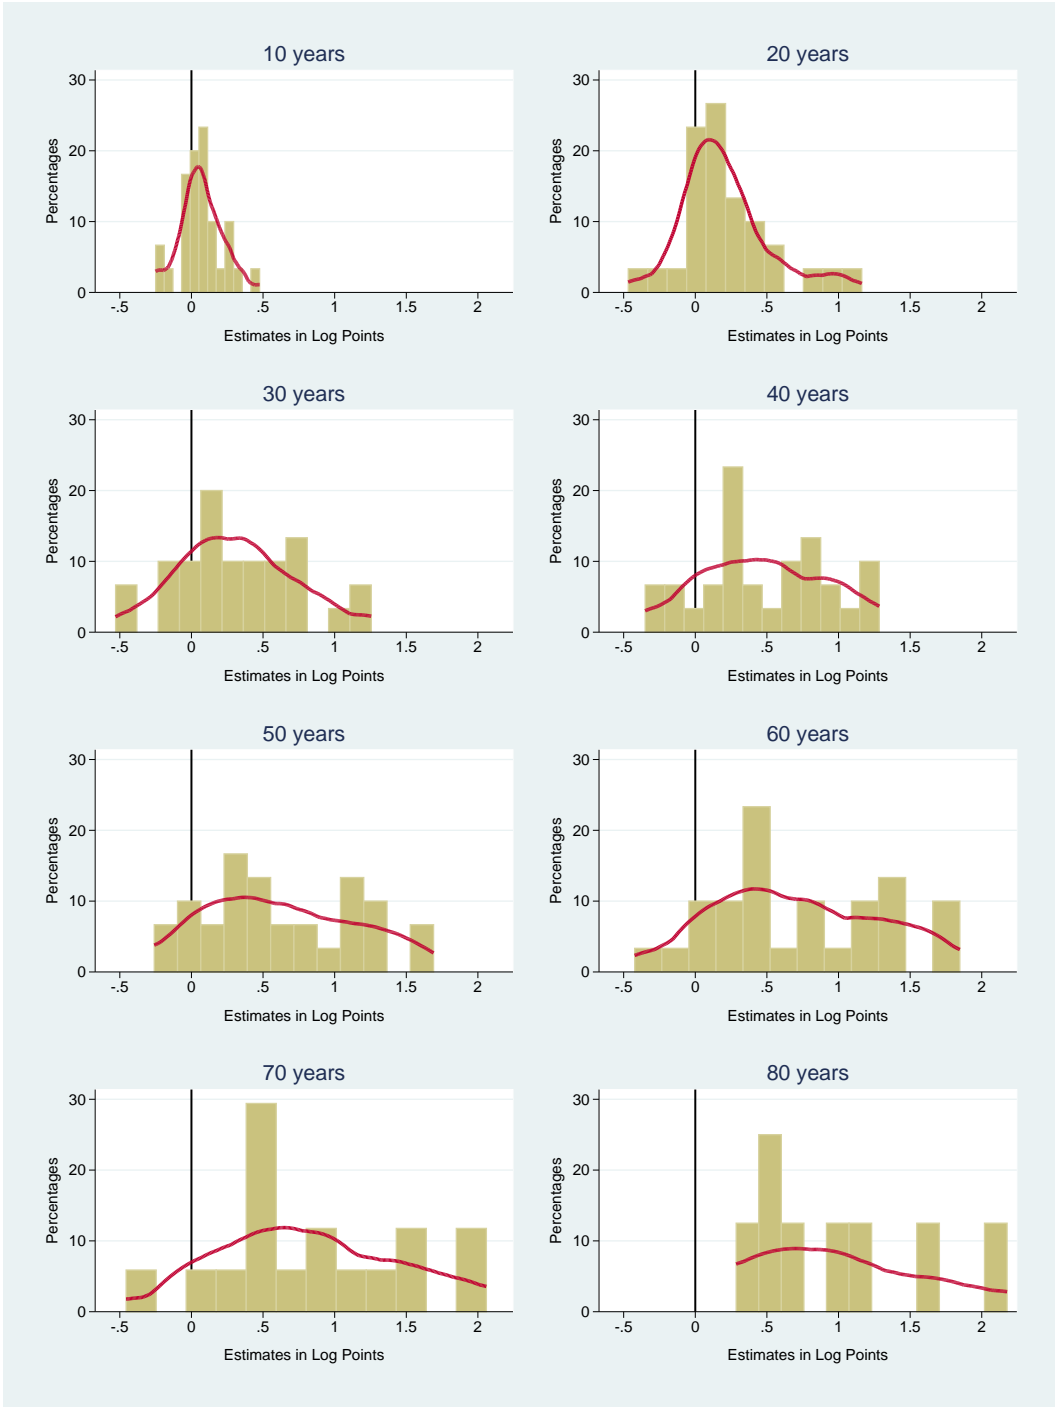 10 years
20 years
30
20
10
0
Percentages
-.5 0 .5 1 1.5 2
Estimates in Log Points
30
20
10
0
Percentages
-.5 0 .5 1 1.5 2
Estimates in Log Points
30 years
40 years
30
20
10
0
Percentages
-.5 0 .5 1 1.5 2
Estimates in Log Points
30
20
10
0
Percentages
-.5 0 .5 1 1.5 2
Estimates in Log Points
50 years
60 years
30
20
10
0
Percentages
-.5 0 .5 1 1.5 2
Estimates in Log Points
30
20
10
0
Percentages
-.5 0 .5 1 1.5 2
Estimates in Log Points
70 years
80 years
30
20
10
0
Percentages
-.5 0 .5 1 1.5 2
Estimates in Log Points
30
20
10
0
Percentages
-.5 0 .5 1 1.5 2
Estimates in Log Points